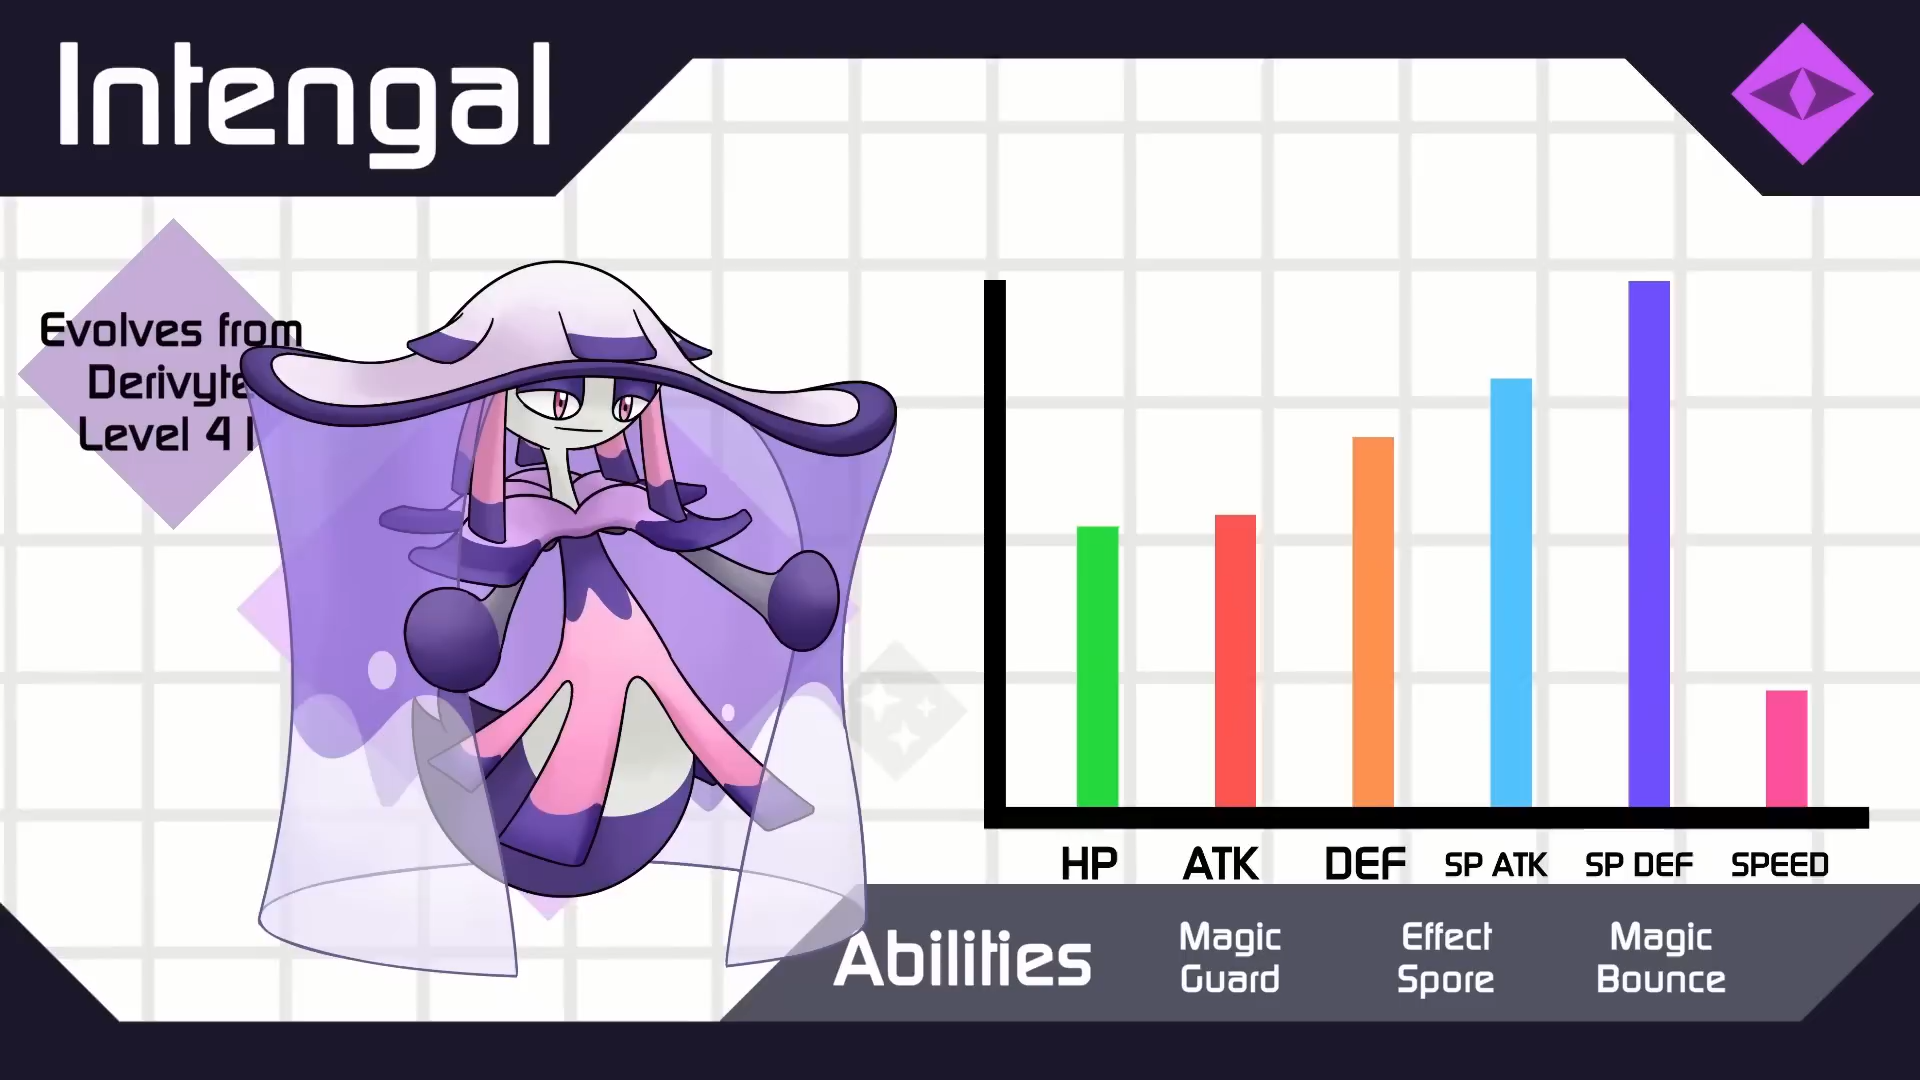 Intengal
Evolves from
Derivyte
Level 41
HP ATK DEF SP ATK SP DEF SPEED
Abilities
Magic
Guard
Effect
Spore
Magic
Bounce